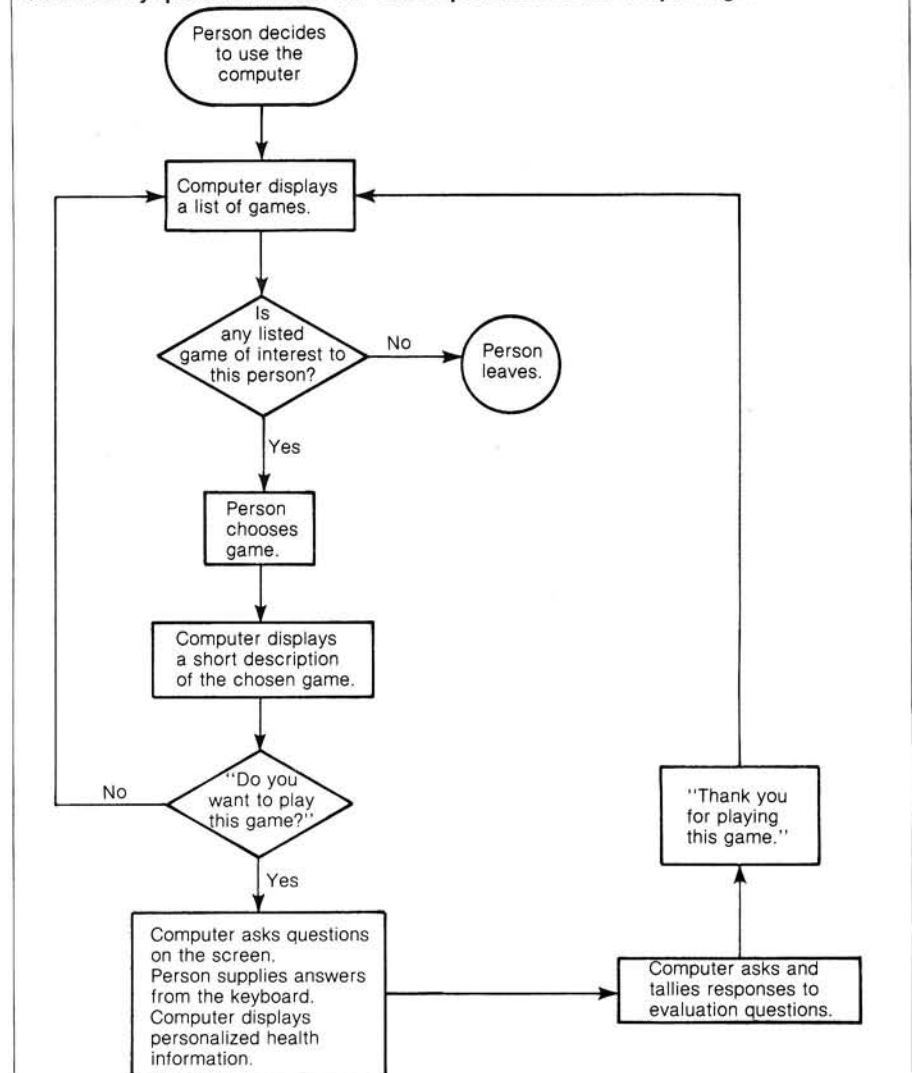 Person decides
to use the
computer
Computer displays
a list of games.
Is
any listed
game of interest to
this person?
No
Person
leaves.
Yes
Person
chooses
game.
Computer displays
a short description
of the chosen game.
"Do you
want to play
this game?"
No
Yes
Computer asks questions
on the screen.
Person supplies answers
from the keyboard.
Computer displays
personalized health
information.
Computer asks and
tallies responses to
evaluation questions.
"Thank you
for playing
this game."